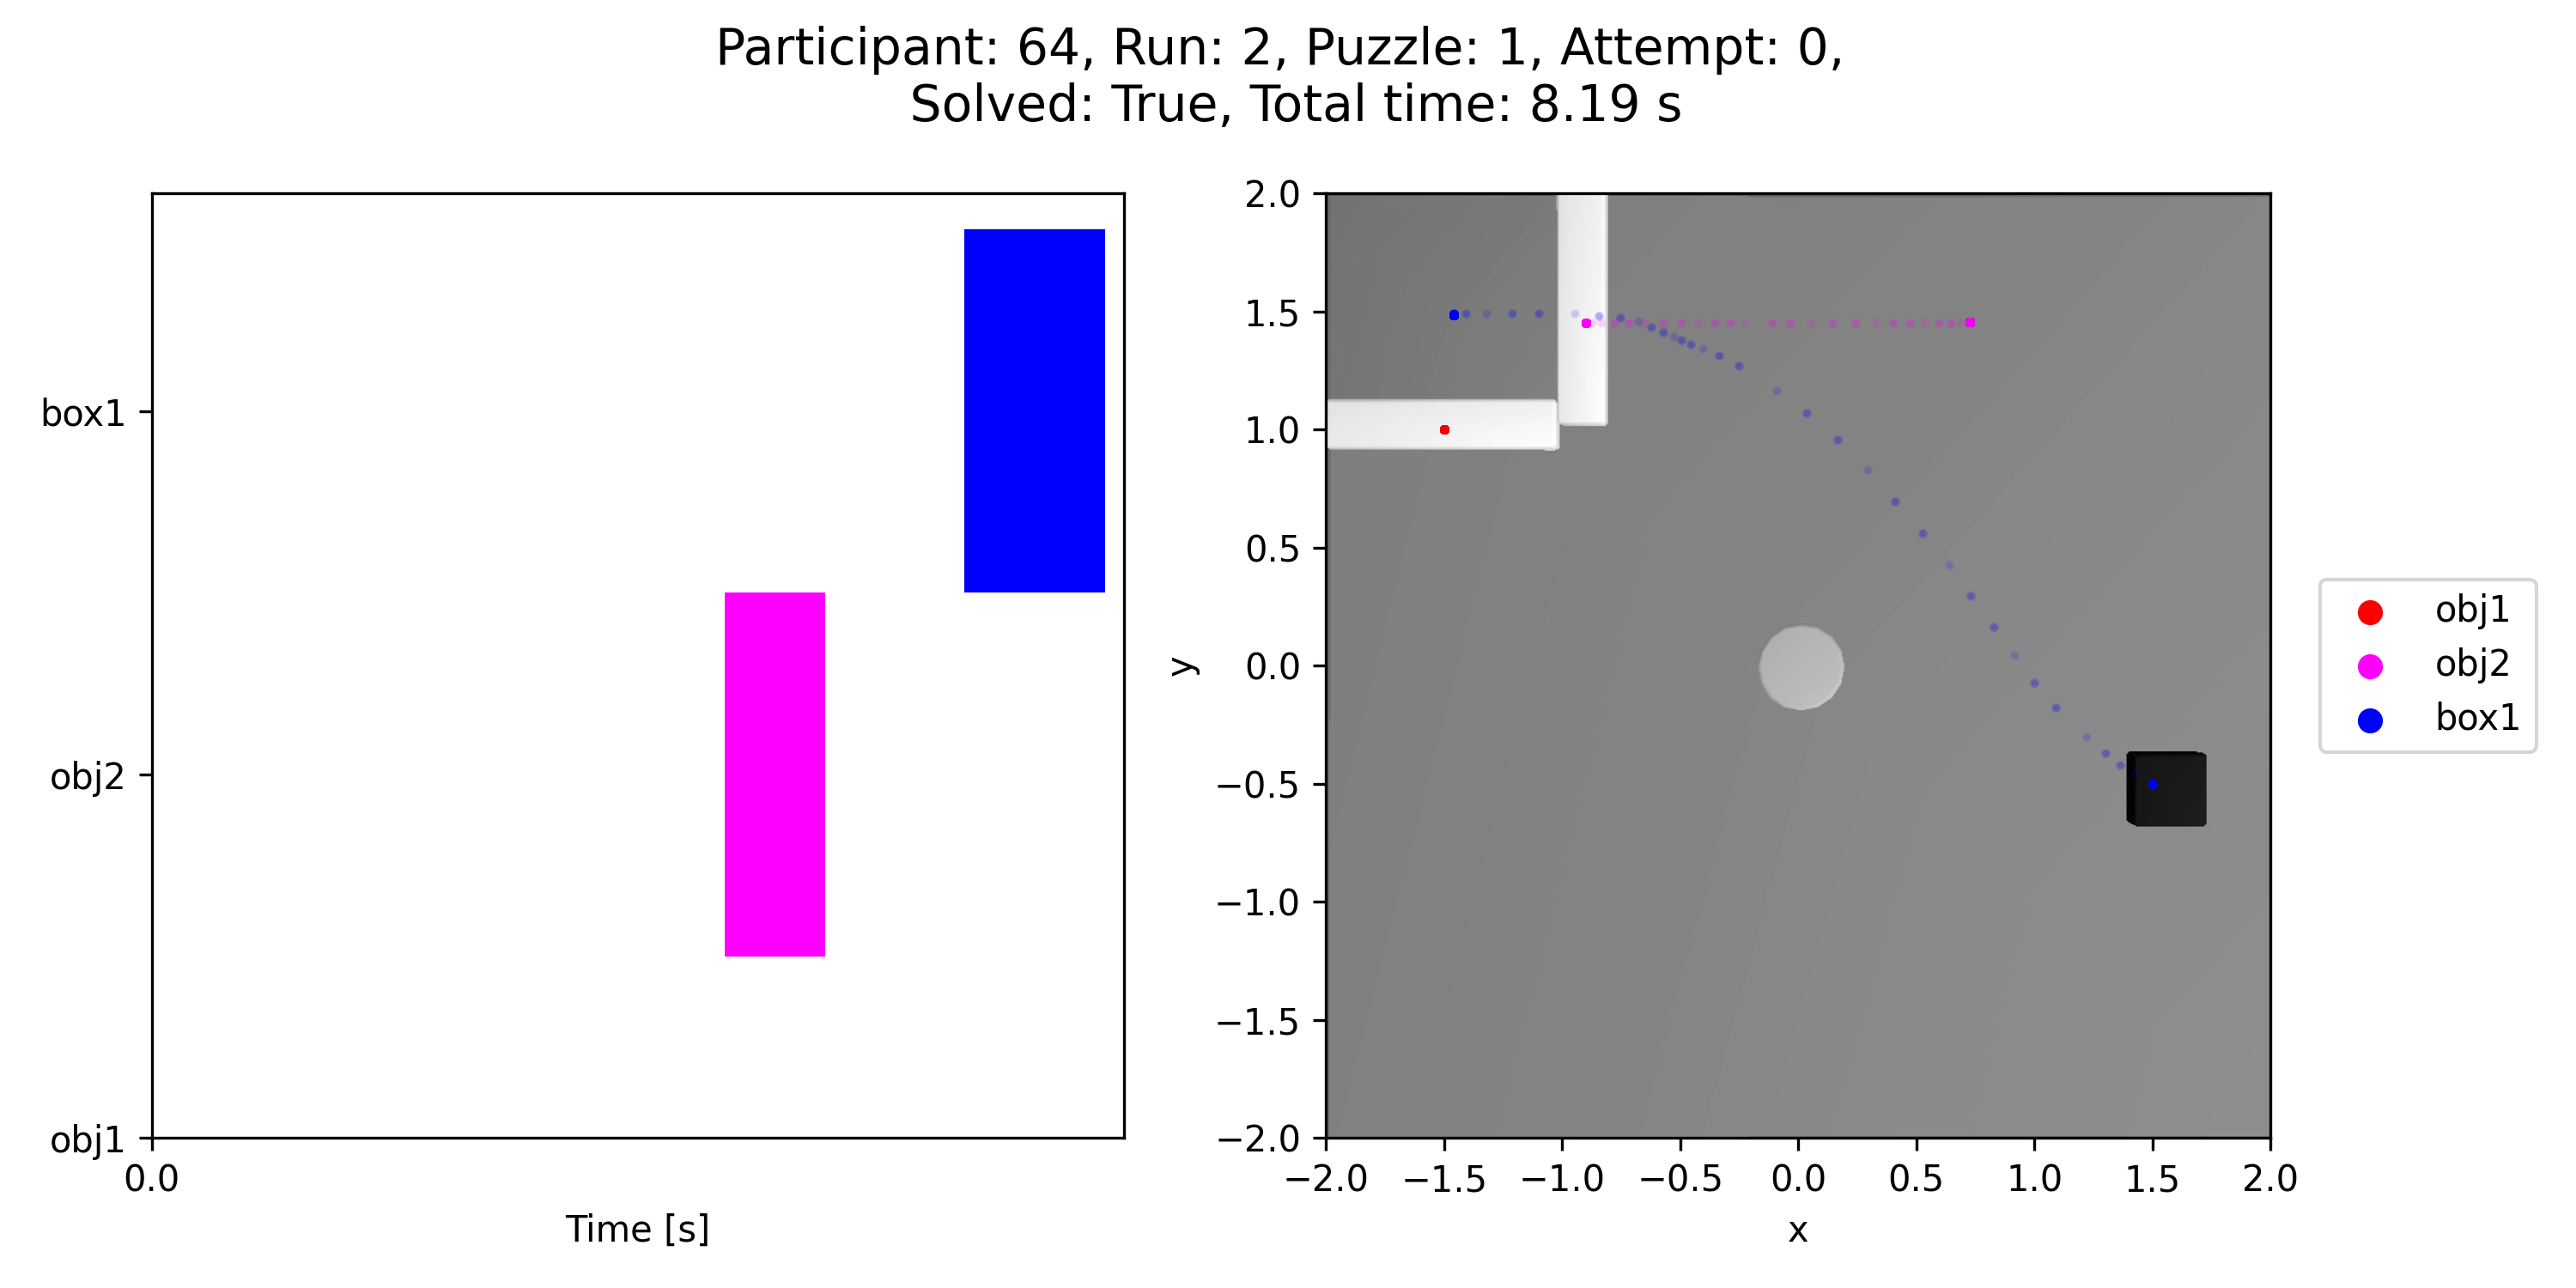 Participant: 64, Run: 2, Puzzle: 1, Attempt: 0,
Solved: True, Total time: 8.19 s
box1
obj2
obj1
0.0
Time [s]
2.0
1.5
1.0
0.5
0.0
−0.5
−1.0
−1.5
−2.0
y
−2.0 −1.5 −1.0 −0.5 0.0 0.5 1.0 1.5 2.0
x
obj1
obj2
box1